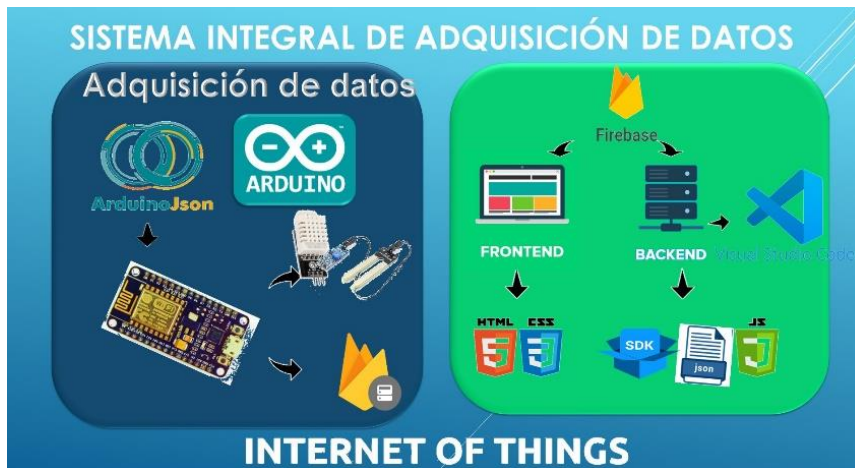 SISTEMA INTEGRAL DE ADQUISICIÓN DE DATOS
Adquisición de datos
ArduinoJson
ARDUINO
Firebase
FRONTEND
BACKEND
Visual Studio Code
HTML
CSS
SDK
json
JS
INTERNET OF THINGS